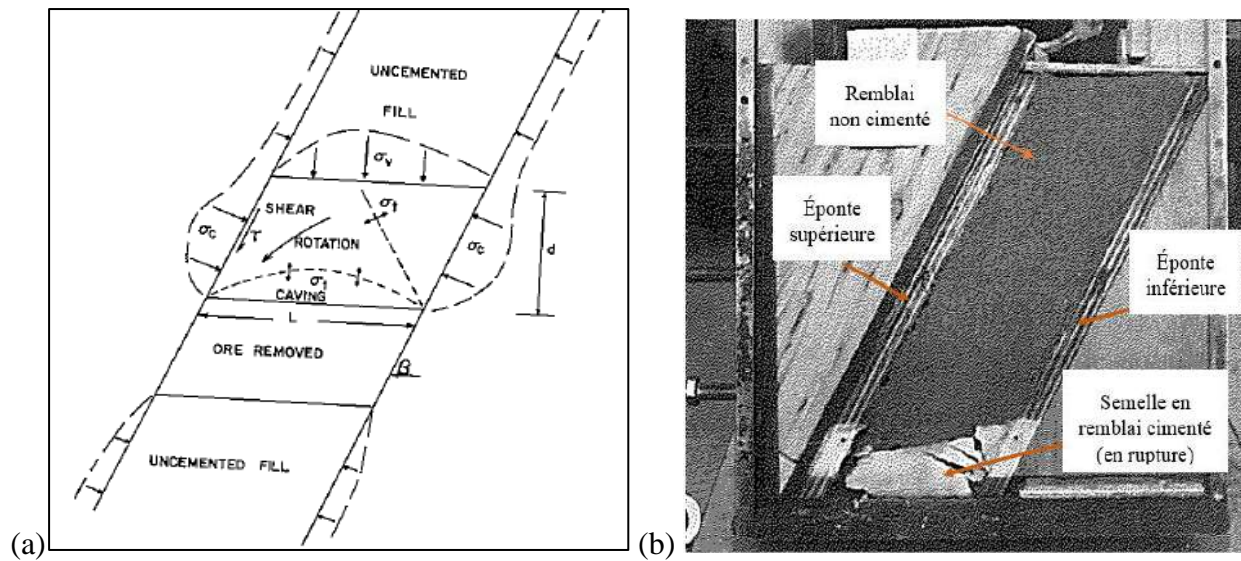 UNCEMENTED
FILL
σv
SHEAR
σt
τ
σc
ROTATION
σc
d
σt
CAVING
L
ORE REMOVED
β
UNCEMENTED FILL
(a)
Remblai
non cimenté
Éponte
supérieure
Éponte
inférieure
Semelle en
remblai cimenté
(en rupture)
(b)